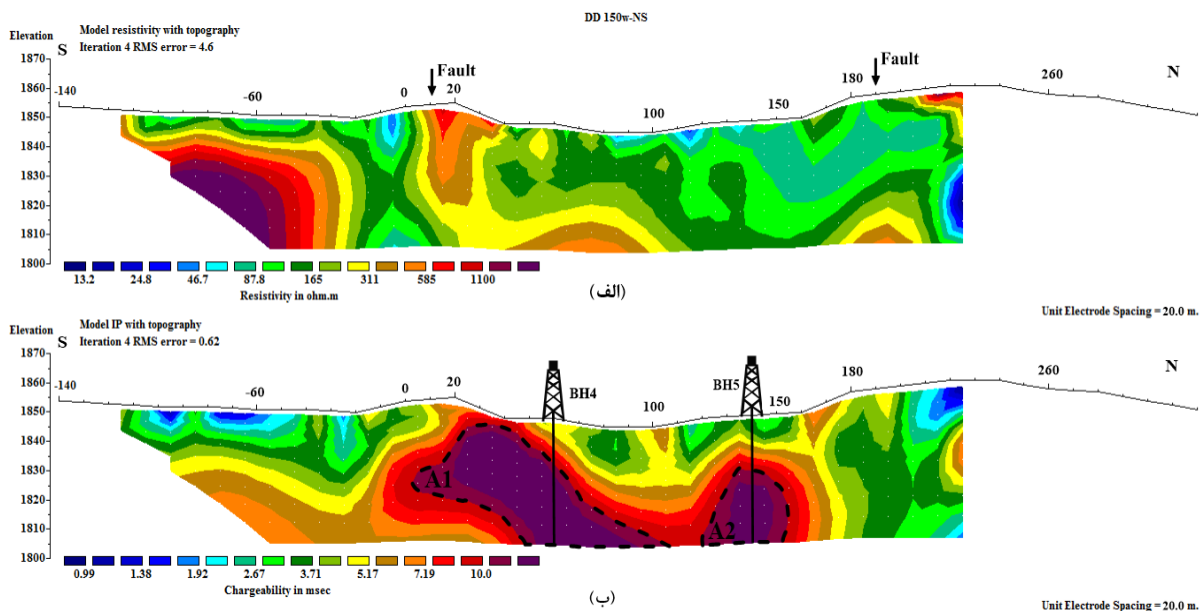 DD 150w-NS
Elevation
Model resistivity with topography
S Iteration 4 RMS error = 4.6 N
1870
1860
1850
1840
1830
1820
1810
1800
-140 -60 0 20 100 150 180 260
Fault Fault
13.2 24.8 46.7 87.8 165 311 585 1100
Resistivity in ohm.m
(الف)
Unit Electrode Spacing = 20.0 m.
Elevation
Model IP with topography
S Iteration 4 RMS error = 0.62 N
1870
1860
1850
1840
1830
1820
1810
1800
-140 -60 0 20 100 150 180 260
BH4 BH5
A1 A2
0.99 1.38 1.92 2.67 3.71 5.17 7.19 10.0
Chargeability in msec
(ب)
Unit Electrode Spacing = 20.0 m.